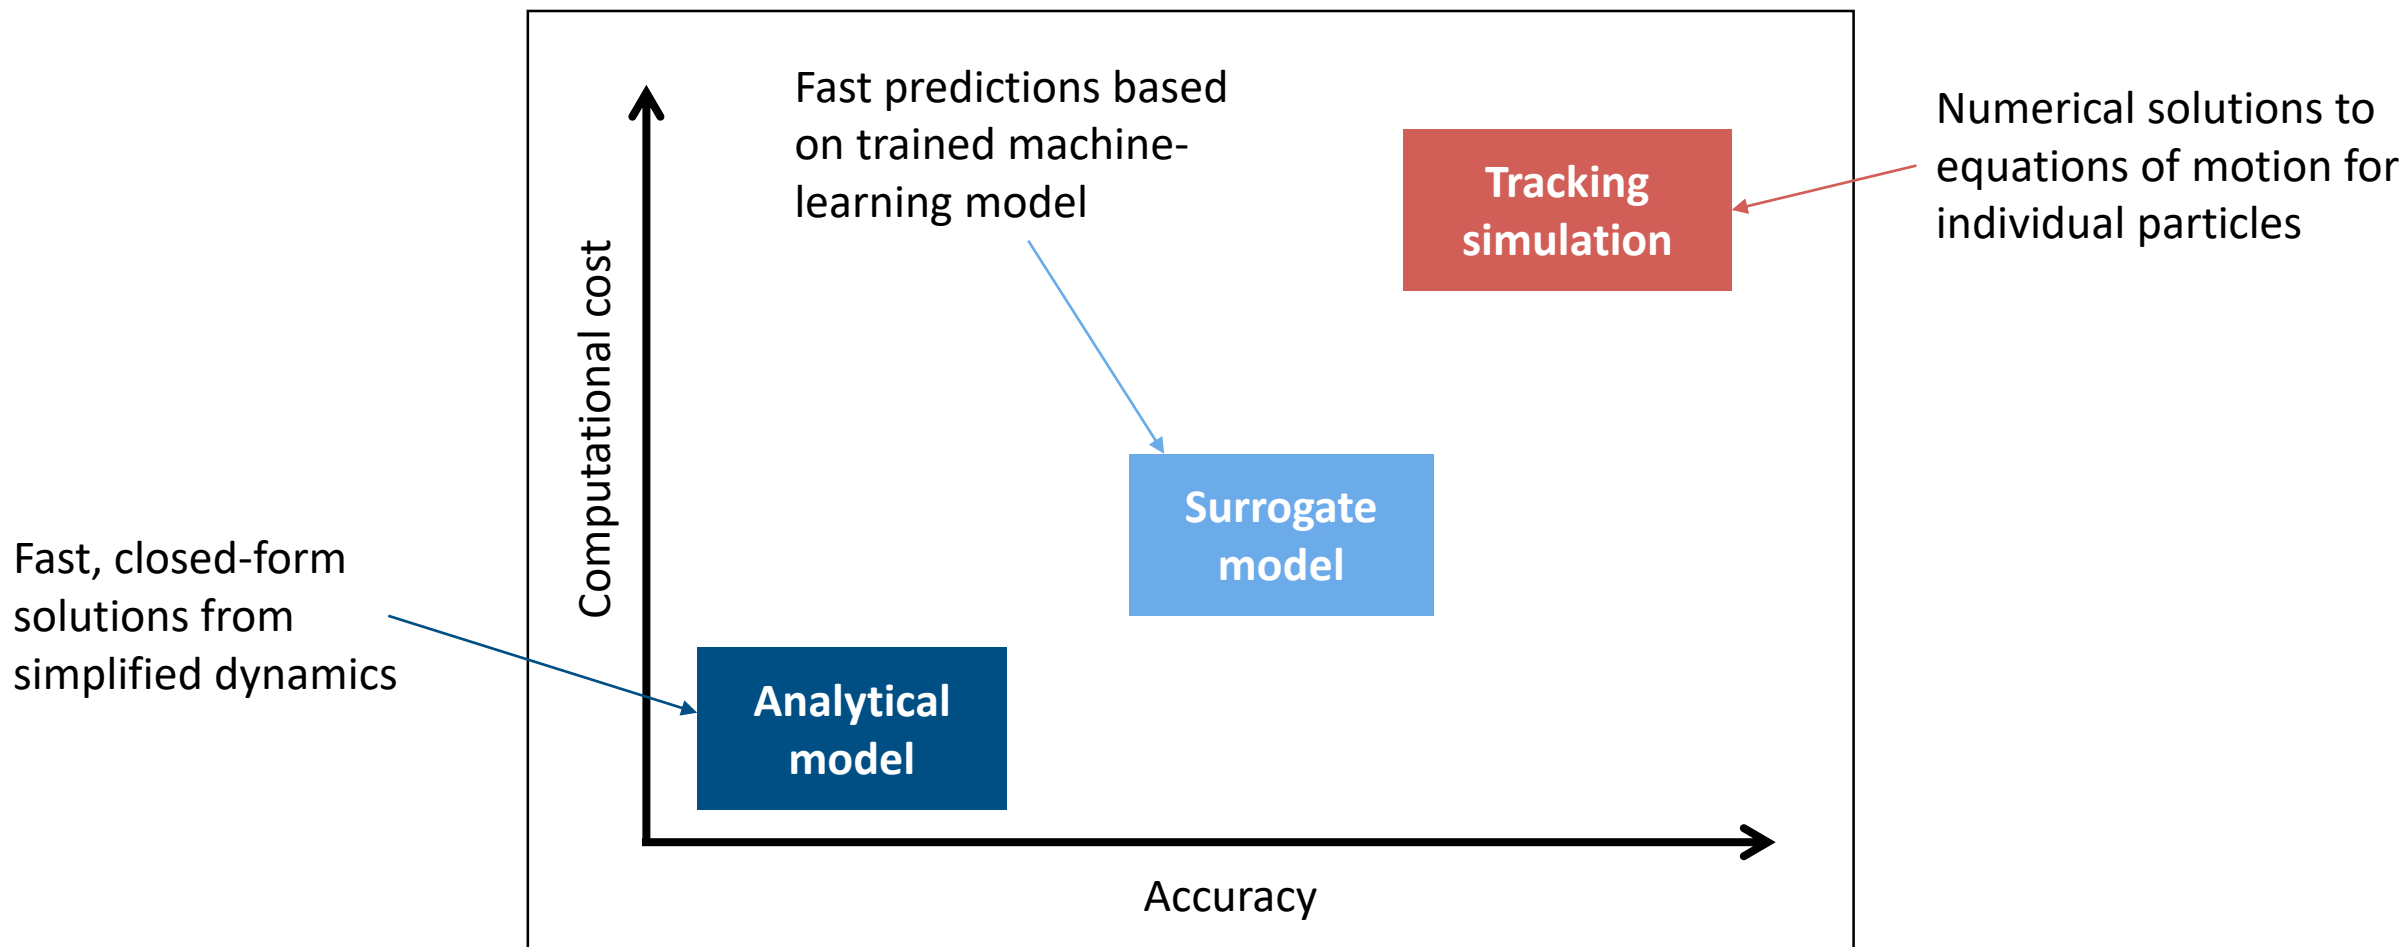 Fast predictions based
on trained machine-
learning model
Tracking
simulation
Numerical solutions to
equations of motion for
individual particles
Computational cost
Surrogate
model
Fast, closed-form
solutions from
simplified dynamics
Analytical
model
Accuracy